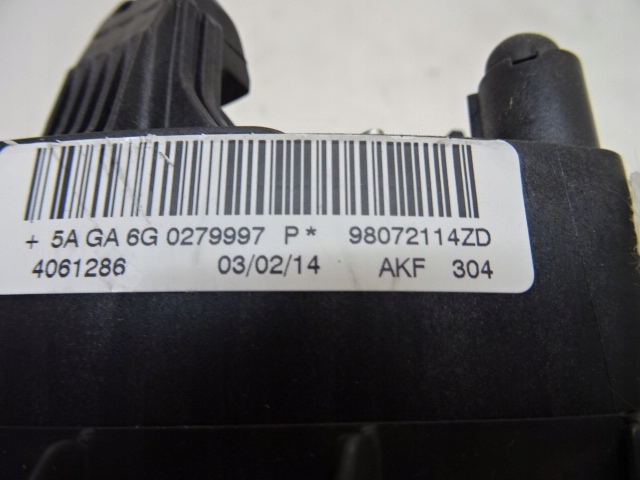 + 5A GA 6G 0279997 P* 98072114ZD
4061286 03/02/14 AKF 304